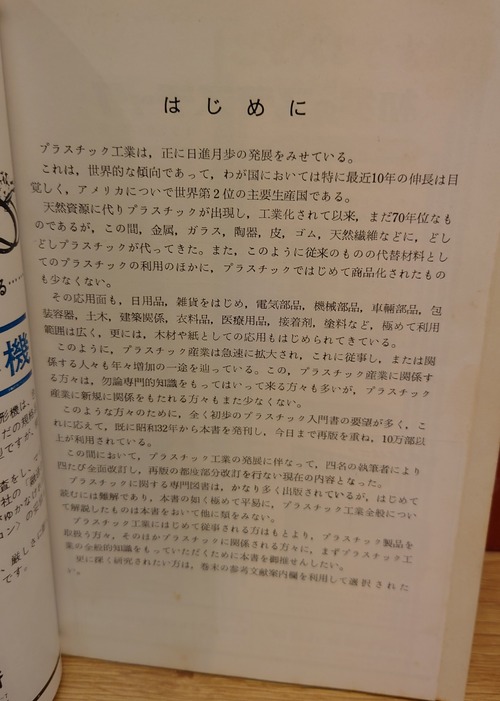 はじめに
プラスチック工業は，正に日進月歩の発展をみせている。
これは，世界的な傾向であって，わが国においては特に最近10年の伸長は目
覚しく，アメリカについで世界第2位の主要生産国である。
天然資源に代りプラスチックが出現し，工業化されて以来，まだ70年位なも
のであるが，この間，金属，ガラス，陶器，皮，ゴム，天然繊維などに，どし
どしプラスチックが代ってきた。また，このように従来のものの代替材料とし
てのプラスチックの利用のほかに，プラスチックではじめて商品化されたもの
も少なくない。
その応用面も，日用品，雑貨をはじめ，電気部品，機械部品，車輛部品，包
装容器，土木，建築関係，衣料品，医療用品，接着剤，塗料など，極めて利用
範囲は広く，更には，木材や紙としての応用もはじめられてきている。
このように，プラスチック産業は急速に拡大され，これに従事し，または関
係する人々も年々増加の一途を辿っている。この，プラスチック産業に関係す
る方々は，勿論専門的知識をもってはいって来る方々も多いが，プラスチック
産業に新規に関係をもたれる方々もまた少なくない。
このような方々のために，全く初歩のプラスチック入門書の要望が多く，こ
れに応えて，既に昭和32年から本書を発刊し，今日まで再版を重ね，10万部以
上が利用されている。
この間において，プラスチック工業の発展に伴なって，四名の執筆者により
四たび全面改訂し，再版の都度部分改訂を行ない現在の内容となった。
プラスチックに関する専門図書は，かなり多く出版されているが，はじめて
読むには難解であり，本書の如く極めて平易に，プラスチック工業全般につい
て解説したものは本書をおいて他に類をみない。
プラスチック工業にはじめて従事される方はもとより，プラスチック製品を
取扱う方々，そのほかプラスチックに関係される方々に，まずプラスチック工
業の全般的知識をもっていただくために本書を御推せんしたい。
更に深く研究されたい方は，巻末の参考文献案内欄を利用して選択された
い。
機